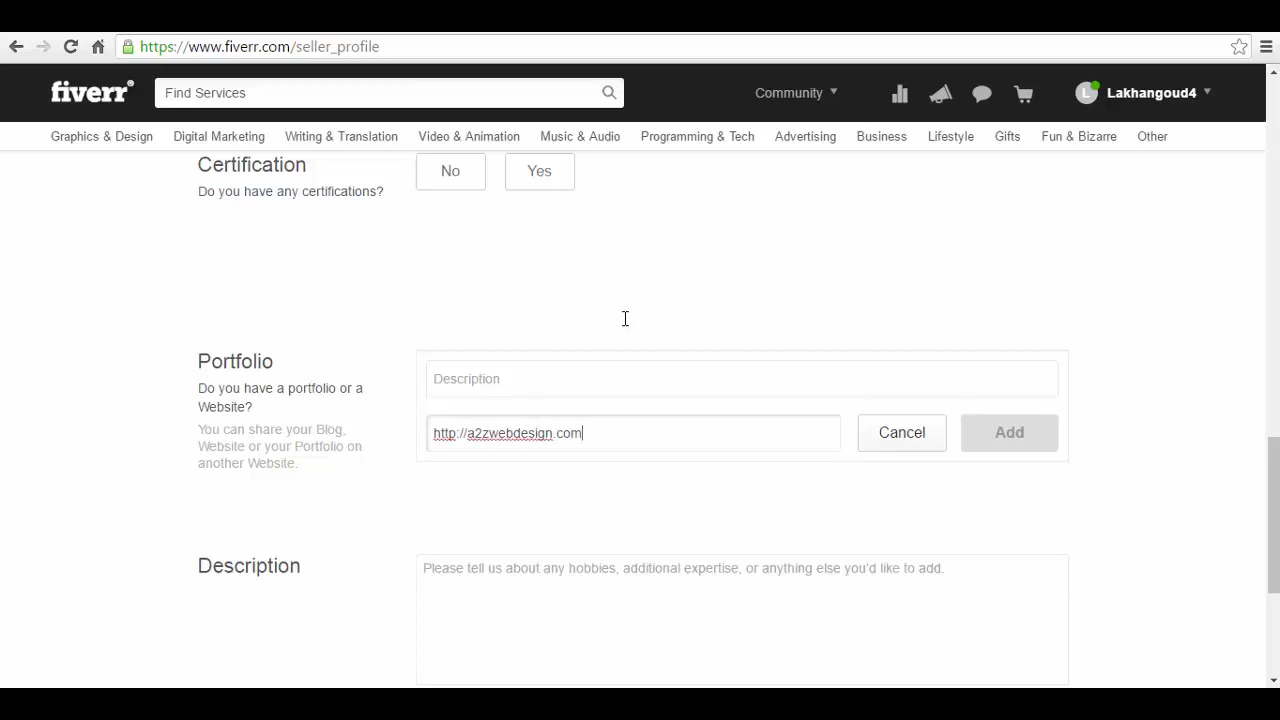 https://www.fiverr.com/seller_profile
fiverr® Find Services Community L Lakhangoud4
Graphics & Design Digital Marketing Writing & Translation Video & Animation Music & Audio Programming & Tech Advertising Business Lifestyle Gifts Fun & Bizarre Other
Certification No Yes
Do you have any certifications?
Portfolio
Description
Do you have a portfolio or a
Website?
You can share your Blog,
Website or your Portfolio on
another Website.
http://a2zwebdesign.com Cancel Add
Description
Please tell us about any hobbies, additional expertise, or anything else you'd like to add.